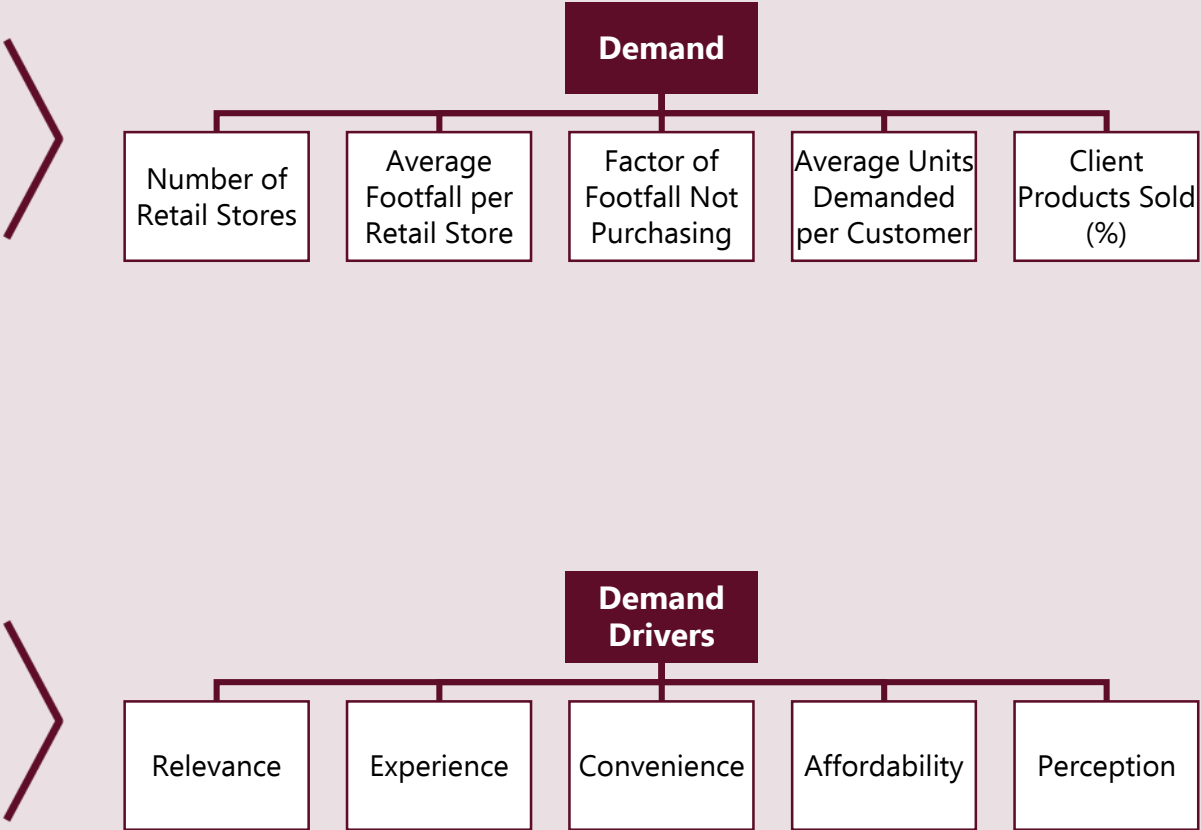 Demand
Number of
Retail Stores
Average
Footfall per
Retail Store
Factor of
Footfall Not
Purchasing
Average Units
Demanded
per Customer
Client
Products Sold
(%)
Demand
Drivers
Relevance
Experience
Convenience
Affordability
Perception